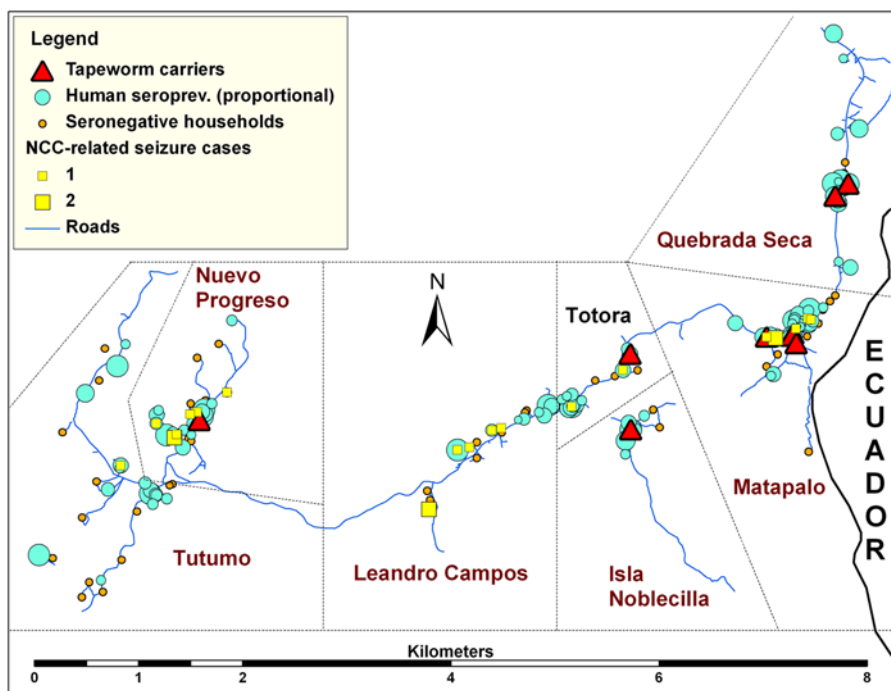 Legend
Tapeworm carriers
Human seroprev. (proportional)
Seronegative households
NCC-related seizure cases
1
2
Roads
Quebrada Seca
Nuevo
Progreso
N
Totora
ECUADOR
Matapalo
Tutumo
Leandro Campos
Isla
Noblecilla
Kilometers
0 1 2 4 6 8